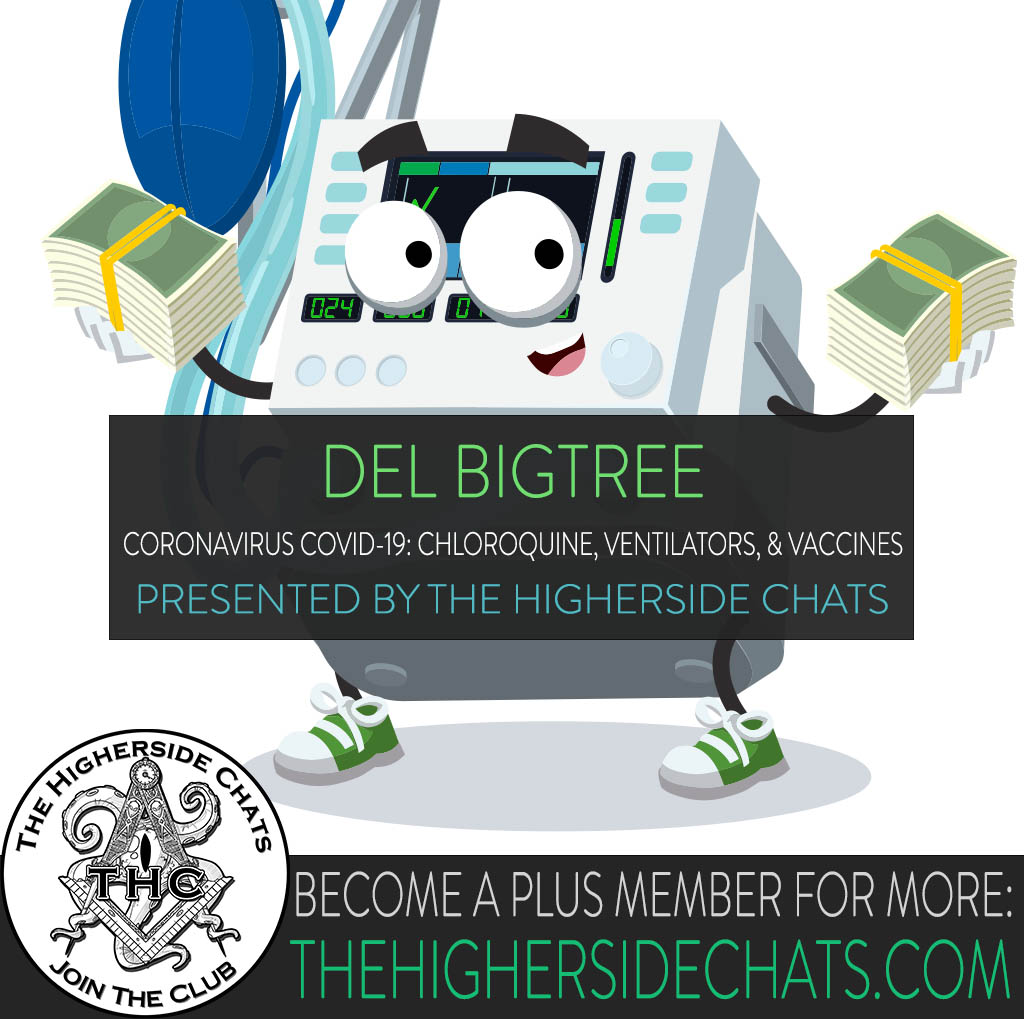 024
DEL BIGTREE
CORONAVIRUS COVID-19: CHLOROQUINE, VENTILATORS, & VACCINES
PRESENTED BY THE HIGHERSIDE CHATS
THE HIGHERSIDE CHATS
THC
JOIN THE CLUB
BECOME A PLUS MEMBER FOR MORE:
THEHIGHERSIDECHATS.COM